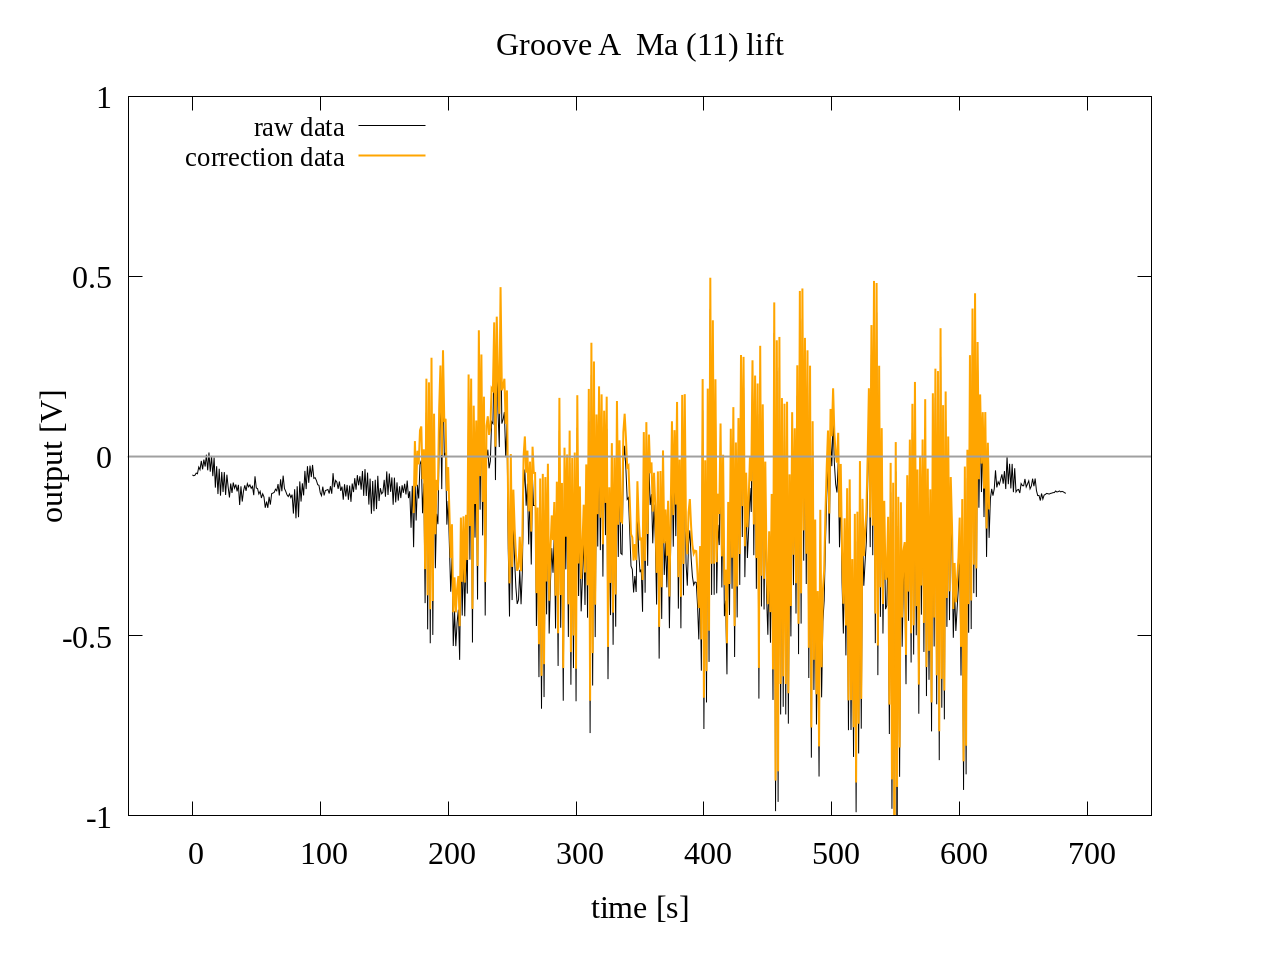 Groove A  Ma (11) lift
raw data
correction data
1
0.5
0
-0.5
-1
output [V]
0 100 200 300 400 500 600 700
time [s]